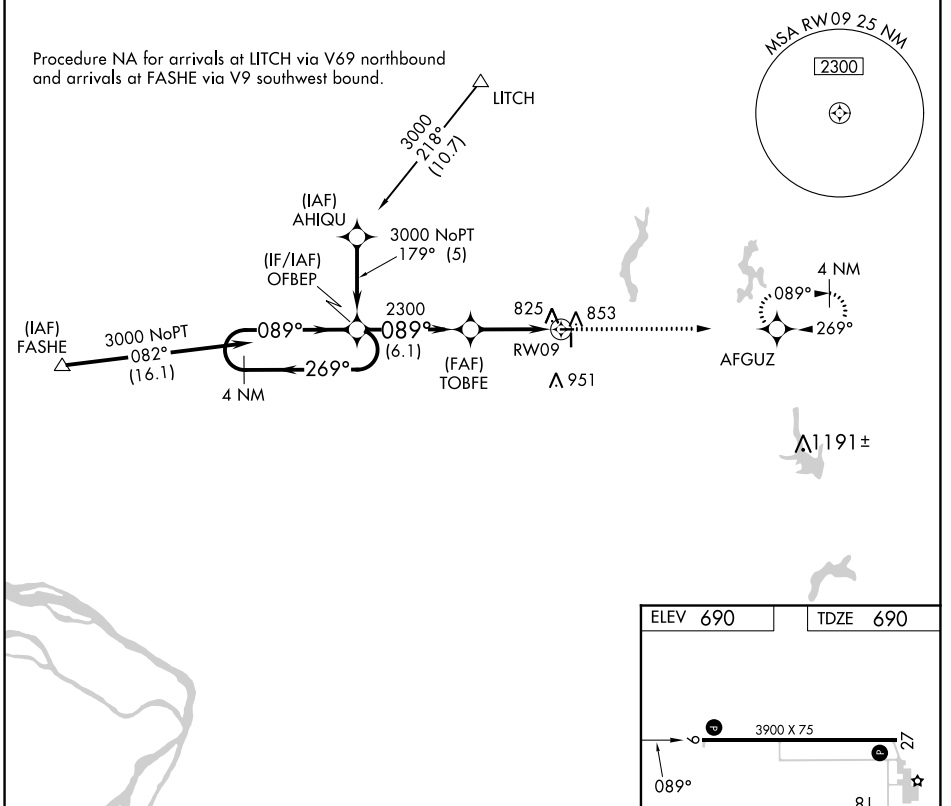 Procedure NA for arrivals at LITCH via V69 northbound
and arrivals at FASHE via V9 southwest bound.
MSA RW09 25 NM
2300
LITCH
3000
218°
(10.7)
(IAF)
AHIQU
3000 NoPT
179° (5)
(IF/IAF)
OFBEP
(IAF)
FASHE
3000 NoPT
082°
(16.1)
089°
269°
4 NM
2300
089°
(6.1)
(FAF)
TOBFE
825
853
RW09
951
4 NM
089°
269°
AFGUZ
1191±
ELEV 690
TDZE 690
9
P
3900 X 75
P
27
089°
81